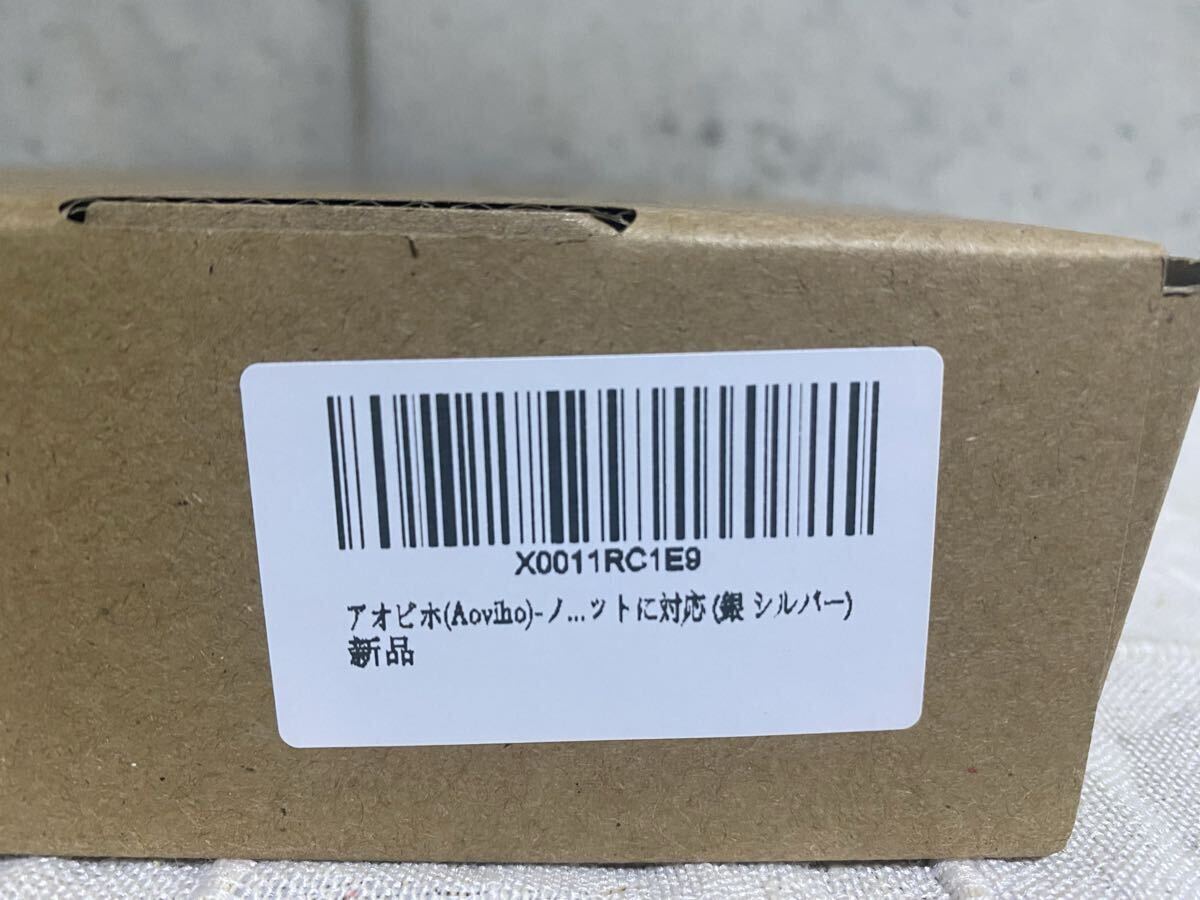 X0011RC1E9
アオビホ(Aoviho)-ノ...ットに対応 (銀 シルバー)
新品